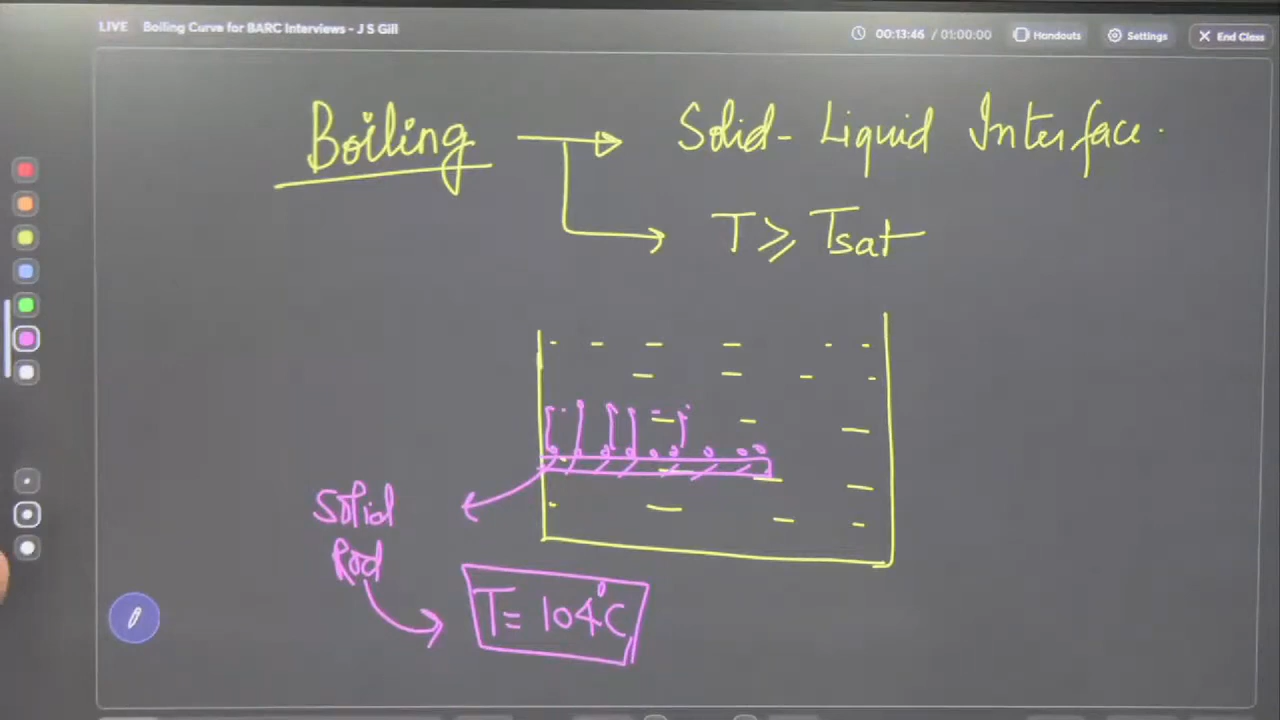 LIVE Boiling Curve for BARC Interviews - J S Gill
00:13:46 / 01:00:00
Handouts
Settings
End Class
Boiling → Solid-Liquid Interface.
T ≥ Tsat
Solid
Rod
T = 104°C